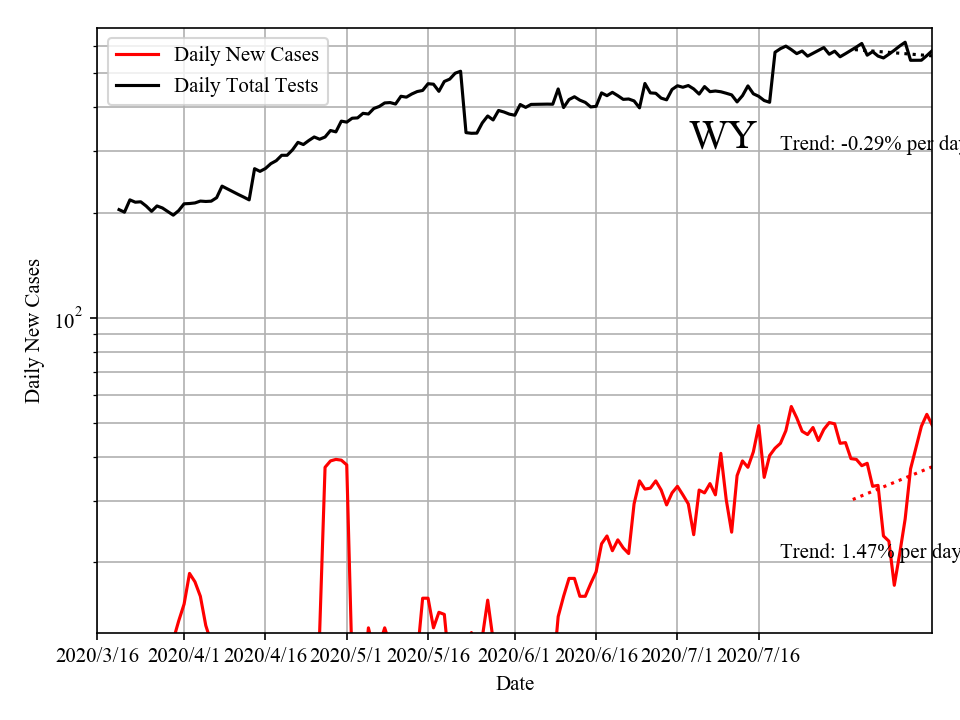 Daily New Cases
Daily Total Tests
WY
Trend: -0.29% per day
Daily New Cases
10²
Trend: 1.47% per day
2020/3/16 2020/4/1 2020/4/16 2020/5/1 2020/5/16 2020/6/1 2020/6/16 2020/7/1 2020/7/16
Date